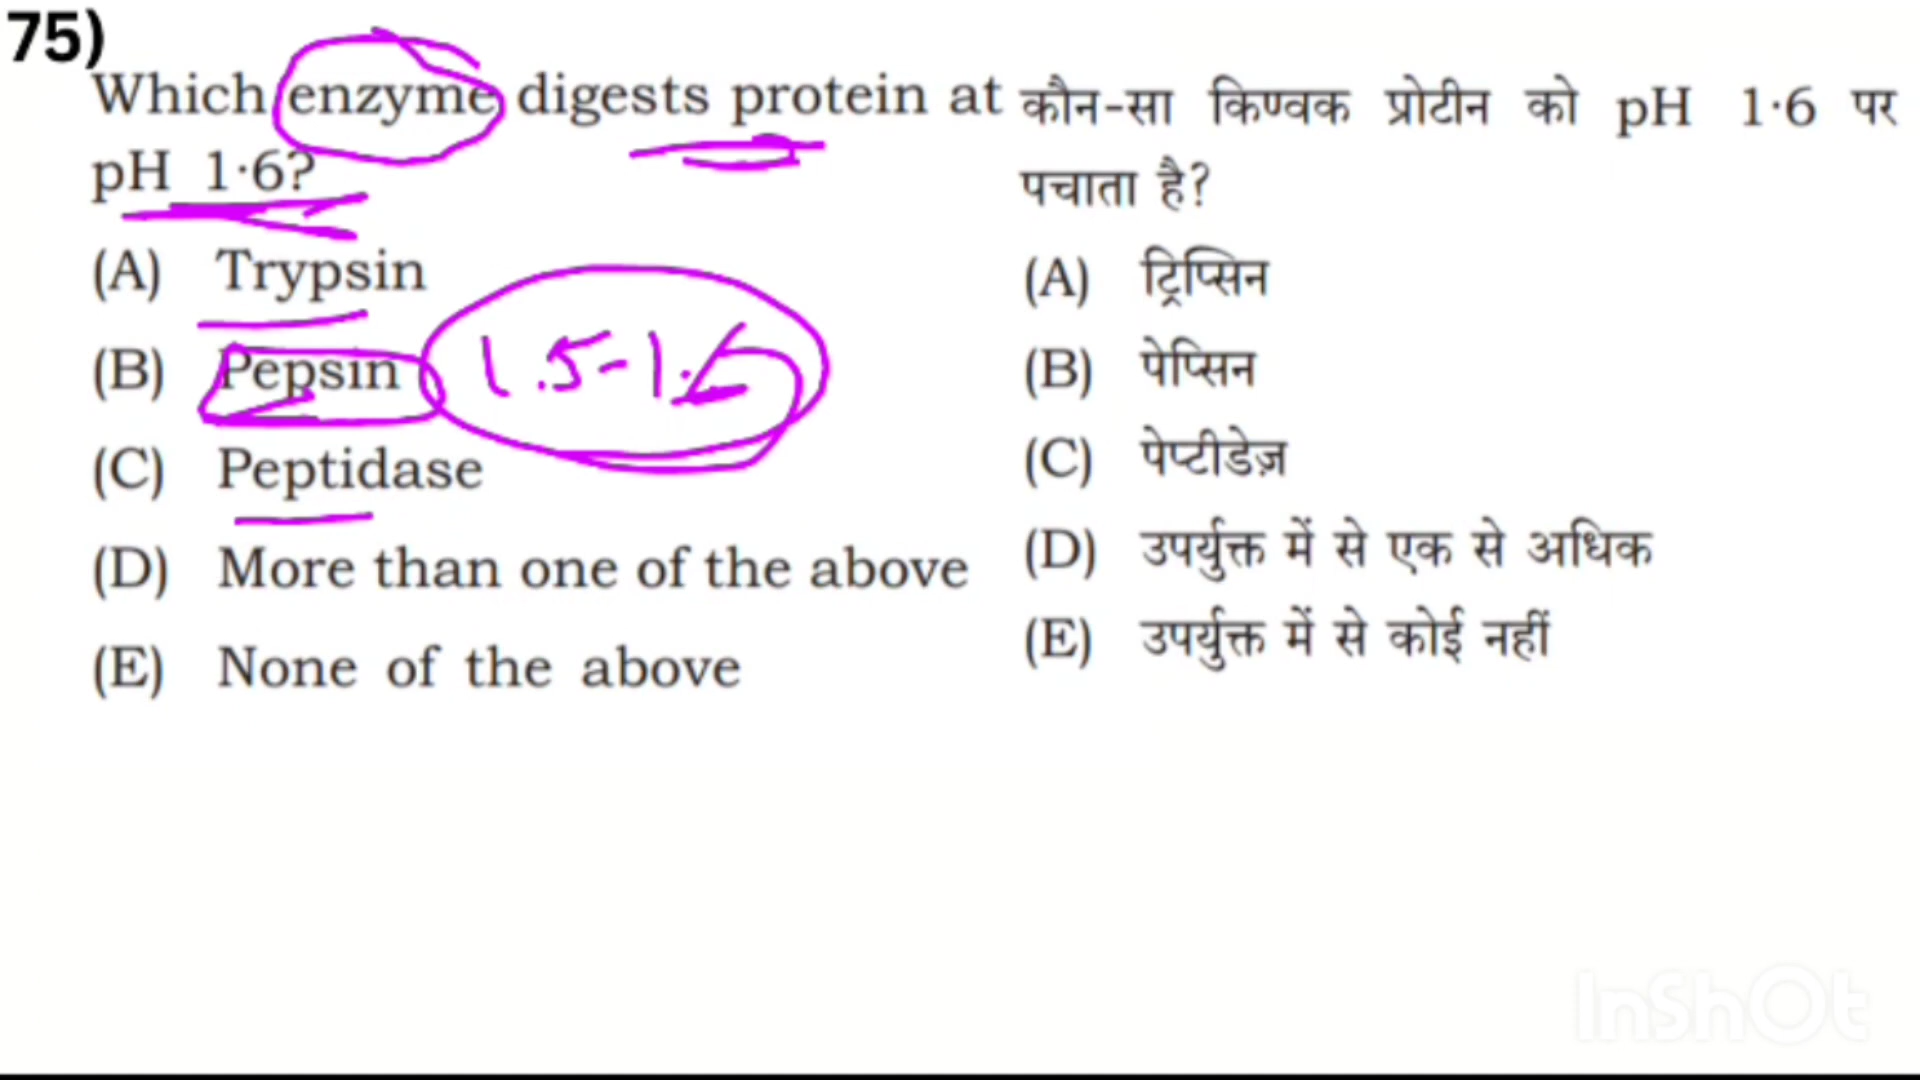 75)
Which enzyme digests protein at
pH 1·6?
(A) Trypsin
(B) Pepsin 1.5-1.6
(C) Peptidase
(D) More than one of the above
(E) None of the above
कौन-सा किण्वक प्रोटीन को pH 1·6 पर
पचाता है?
(A) ट्रिप्सिन
(B) पेप्सिन
(C) पेप्टीडेज़
(D) उपर्युक्त में से एक से अधिक
(E) उपर्युक्त में से कोई नहीं
InShOt